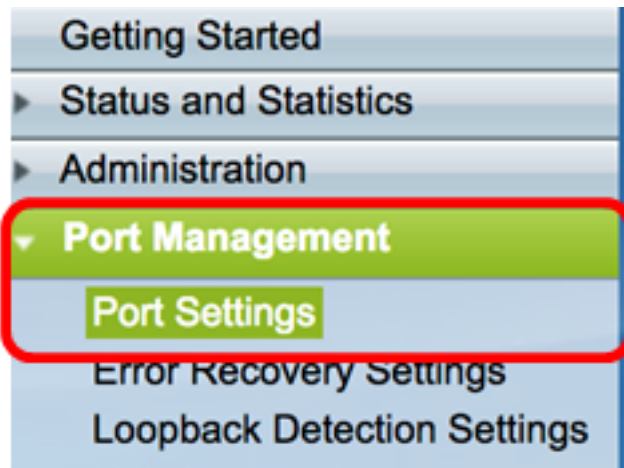 Getting Started
Status and Statistics
Administration
Port Management
Port Settings
Error Recovery Settings
Loopback Detection Settings